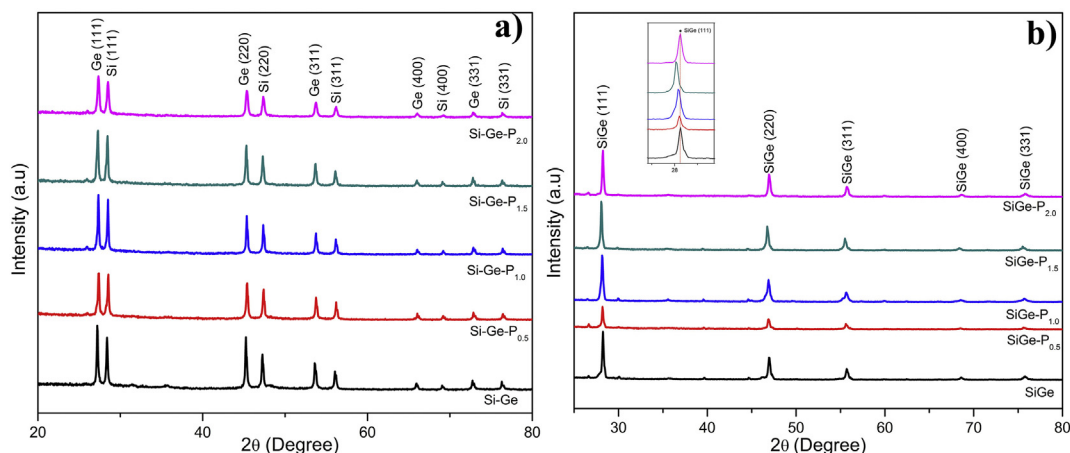 a)
Ge (111)
Si (111)
Ge (220)
Si (220)
Ge (311)
Si (311)
Ge (400)
Si (400)
Ge (331)
Si (331)
Si-Ge-P2.0
Si-Ge-P1.5
Si-Ge-P1.0
Si-Ge-P0.5
Si-Ge
Intensity (a.u)
20
40
60
80
2θ (Degree)
b)
SiGe (111)
28
SiGe (111)
SiGe (220)
SiGe (311)
SiGe (400)
SiGe (331)
SiGe-P2.0
SiGe-P1.5
SiGe-P1.0
SiGe-P0.5
SiGe
Intensity (a.u)
30
40
50
60
70
80
2θ (Degree)